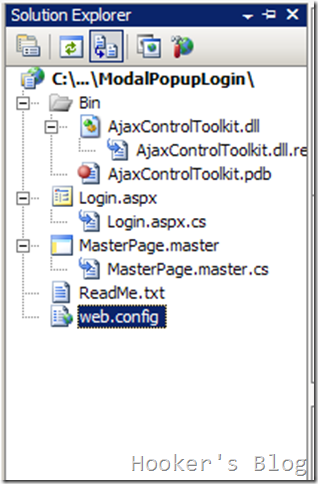 Solution Explorer
C:\...\ModalPopupLogin\
Bin
AjaxControlToolkit.dll
AjaxControlToolkit.dll.re
AjaxControlToolkit.pdb
Login.aspx
Login.aspx.cs
MasterPage.master
MasterPage.master.cs
ReadMe.txt
web.config
Hooker's Blog